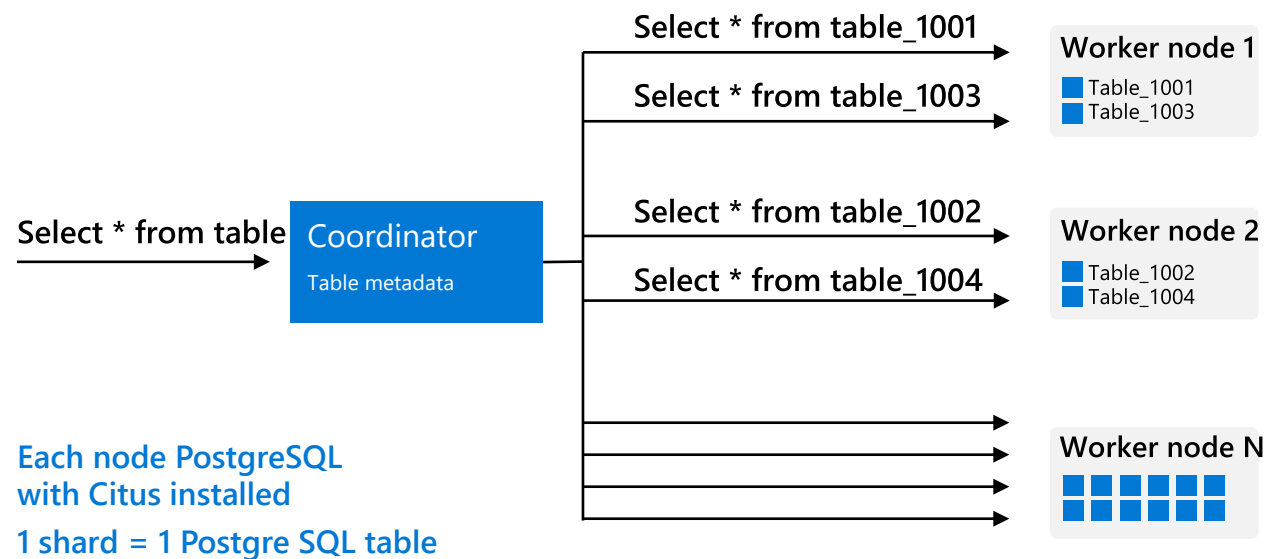 Select * from table_1001
Worker node 1
Table_1001
Table_1003
Select * from table_1003
Select * from table
Coordinator
Table metadata
Select * from table_1002
Select * from table_1004
Worker node 2
Table_1002
Table_1004
Worker node N
Each node PostgreSQL
with Citus installed
1 shard = 1 Postgre SQL table